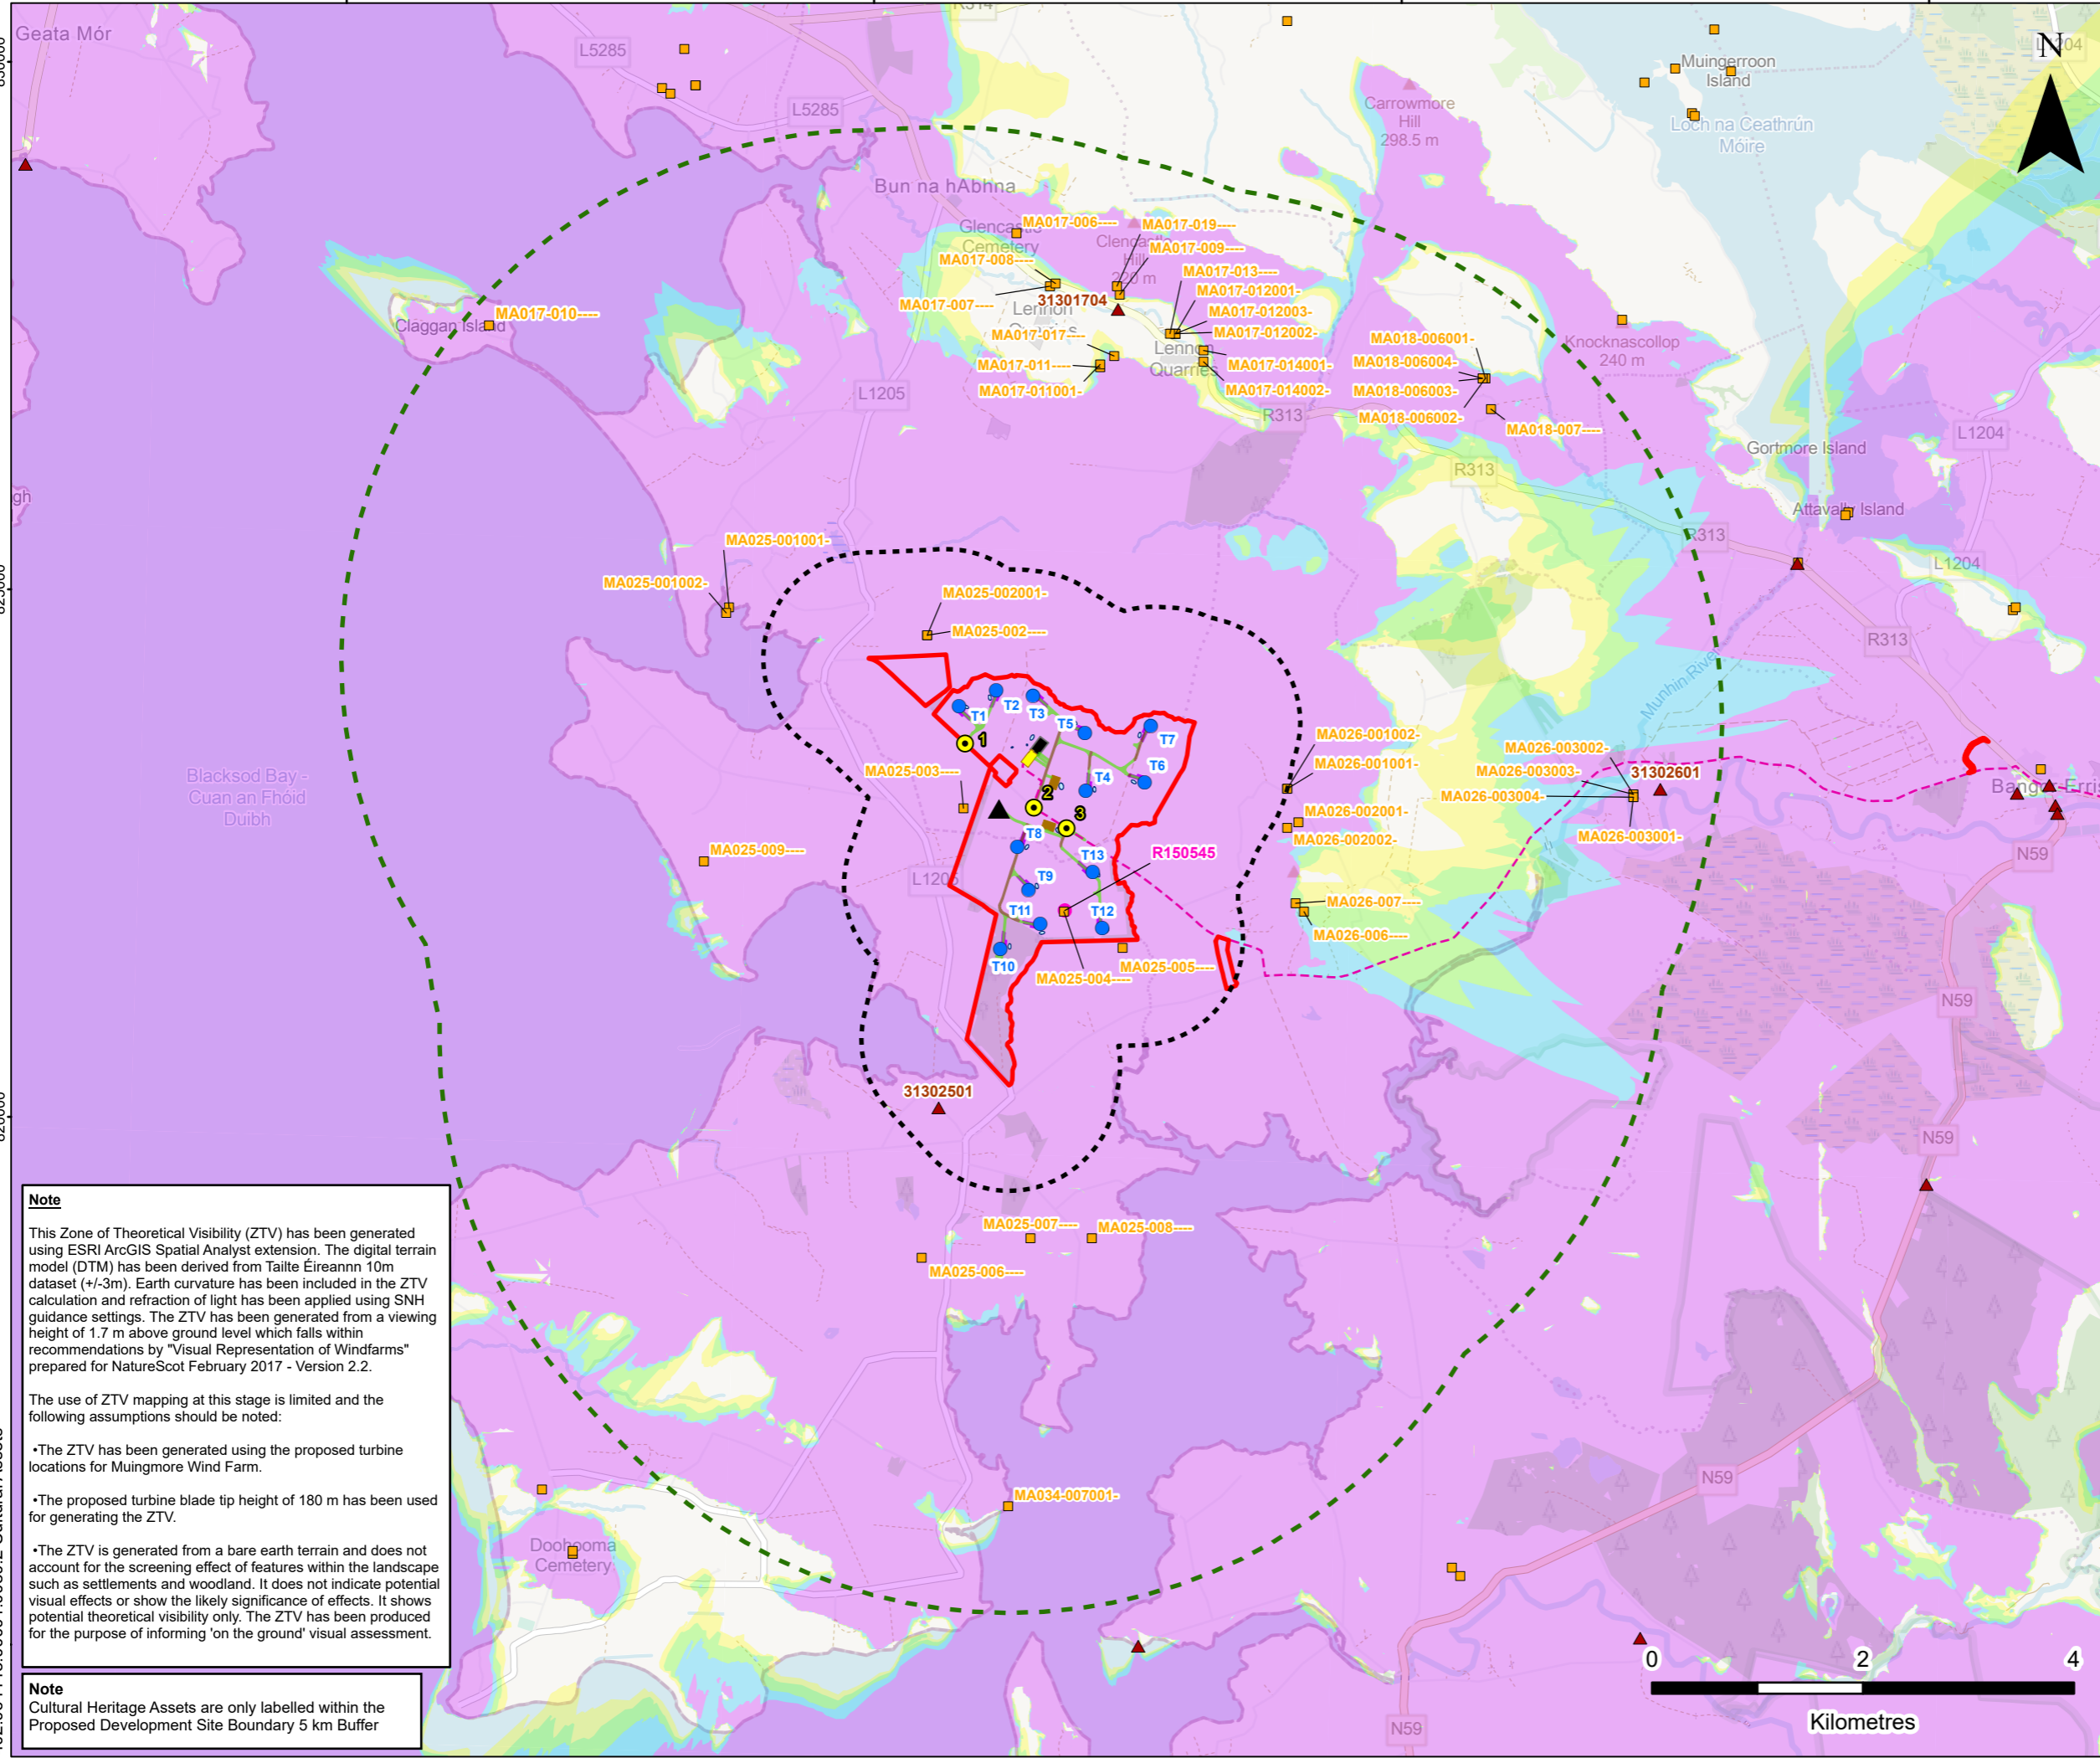 Geata Mór
L5285
L5285
R314
Carrowmore
Hill
298.5 m
Muingerroon
Island
L1204
N
Loch na Ceathrún
Móire
Bun na hAbhna
Glencastle
Cemetery
MA017-006----
MA017-019----
MA017-009----
Hill
MA017-008----
MA017-013----
MA017-012001-
MA017-007----
31301704
MA017-012003-
MA017-012002-
MA017-010----
Claggan Island
MA017-017----
MA017-011----
MA017-011001-
Lennon
Quarries
MA017-014001-
MA017-014002-
MA018-006001-
MA018-006004-
MA018-006003-
MA018-006002-
MA018-007----
Knocknascollop
240 m
L1205
R313
R313
L1204
Gortmore Island
Attavally Island
R313
L1204
R313
Munhin River
MA025-001001-
MA025-001002-
MA025-002001-
MA025-002----
T1
T2
T3
T5
T7
T4
T6
1
2
3
MA025-003----
T8
T13
T9
T11
T12
T10
R150545
MA025-009----
L1205
MA025-004----
MA025-005----
MA026-001002-
MA026-001001-
MA026-002001-
MA026-002002-
MA026-007----
MA026-006----
MA026-003002-
MA026-003003-
31302601
MA026-003004-
MA026-003001-
Blacksod Bay -
Cuan an Fhóid
Duibh
N59
N59
N59
31302501
MA025-007----
MA025-008----
MA025-006----
MA034-007001-
N59
N59
Doohooma
Cemetery
Note
This Zone of Theoretical Visibility (ZTV) has been generated
using ESRI ArcGIS Spatial Analyst extension. The digital terrain
model (DTM) has been derived from Tailte Éireannn 10m
dataset (+/-3m). Earth curvature has been included in the ZTV
calculation and refraction of light has been applied using SNH
guidance settings. The ZTV has been generated from a viewing
height of 1.7 m above ground level which falls within
recommendations by "Visual Representation of Windfarms"
prepared for NatureScot February 2017 - Version 2.2.
The use of ZTV mapping at this stage is limited and the
following assumptions should be noted:
•The ZTV has been generated using the proposed turbine
locations for Muingmore Wind Farm.
•The proposed turbine blade tip height of 180 m has been used
for generating the ZTV.
•The ZTV is generated from a bare earth terrain and does not
account for the screening effect of features within the landscape
such as settlements and woodland. It does not indicate potential
visual effects or show the likely significance of effects. It shows
potential theoretical visibility only. The ZTV has been produced
for the purpose of informing 'on the ground' visual assessment.
Note
Cultural Heritage Assets are only labelled within the
Proposed Development Site Boundary 5 km Buffer
0 2 4
Kilometres